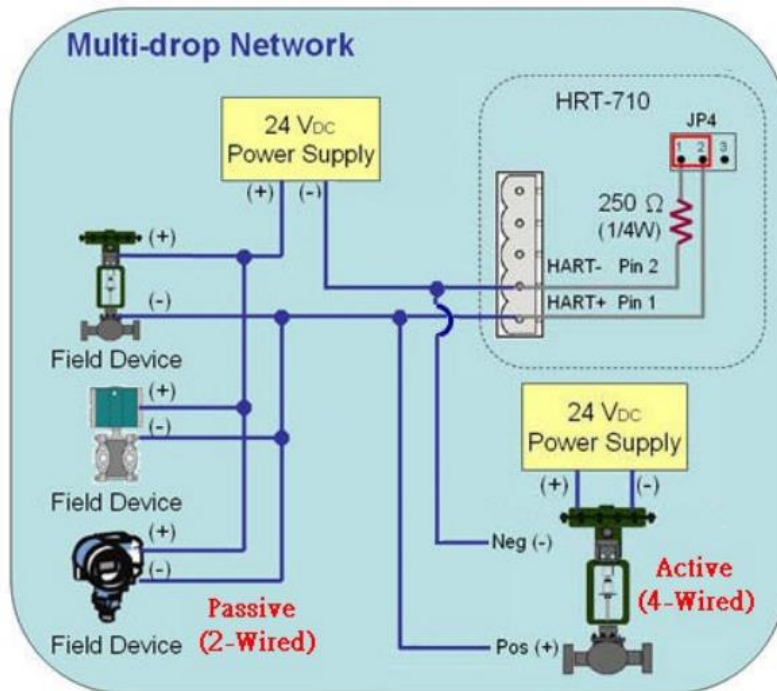 Multi-drop Network
24 VDC
Power Supply
(+)
(-)
HRT-710
JP4
1 2 3
250 Ω
(1/4W)
HART- Pin 2
HART+ Pin 1
(+)
(-)
Field Device
(+)
(-)
Field Device
(+)
(-)
Field Device
Passive
(2-Wired)
24 VDC
Power Supply
(+)
(-)
Neg (-)
Active
(4-Wired)
Pos (+)